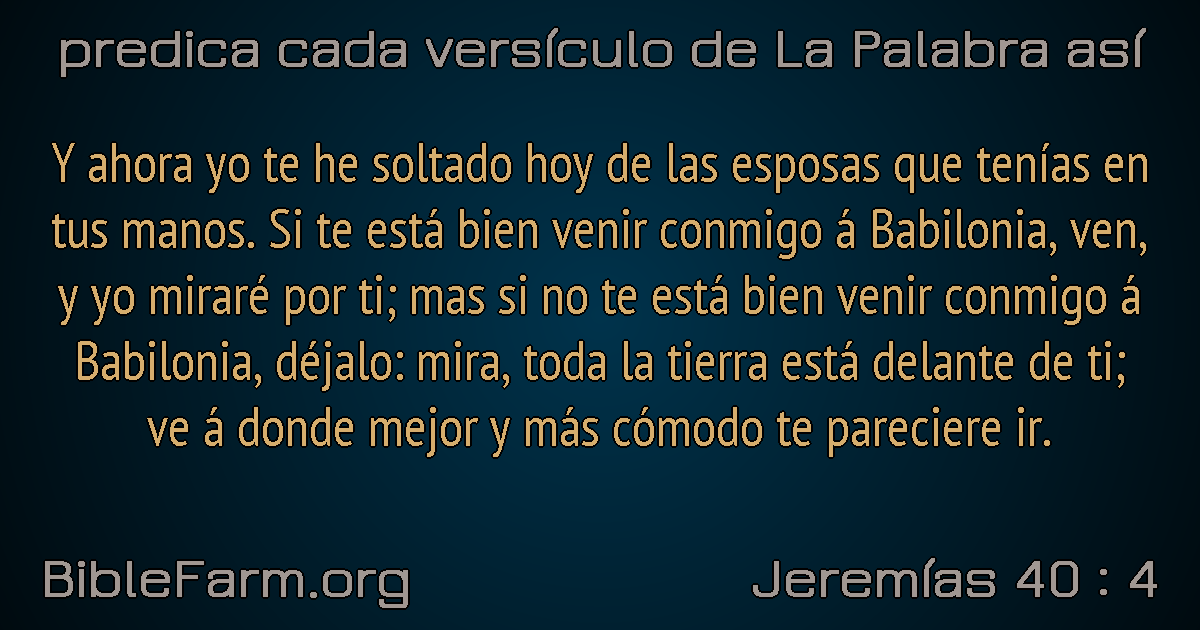 predica cada versículo de La Palabra así
Y ahora yo te he soltado hoy de las esposas que tenías en
tus manos. Si te está bien venir conmigo á Babilonia, ven,
y yo miraré por ti; mas si no te está bien venir conmigo á
Babilonia, déjalo: mira, toda la tierra está delante de ti;
ve á donde mejor y más cómodo te pareciere ir.
BibleFarm.org
Jeremías 40 : 4